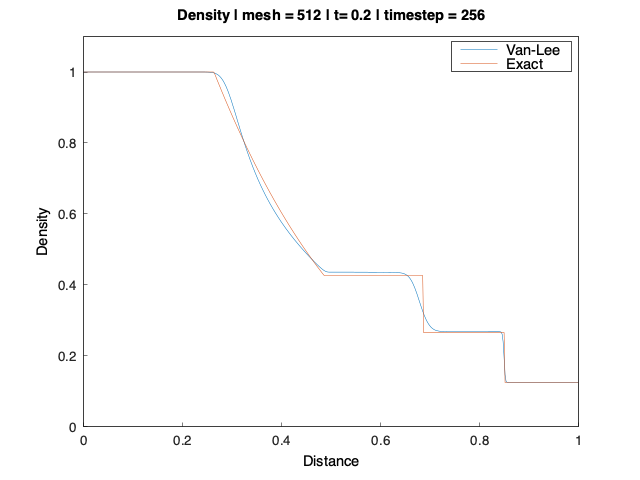 Density | mesh = 512 | t= 0.2 | timestep = 256
Van-Lee
Exact
1
0.8
0.6
0.4
0.2
0
Density
0 0.2 0.4 0.6 0.8 1
Distance